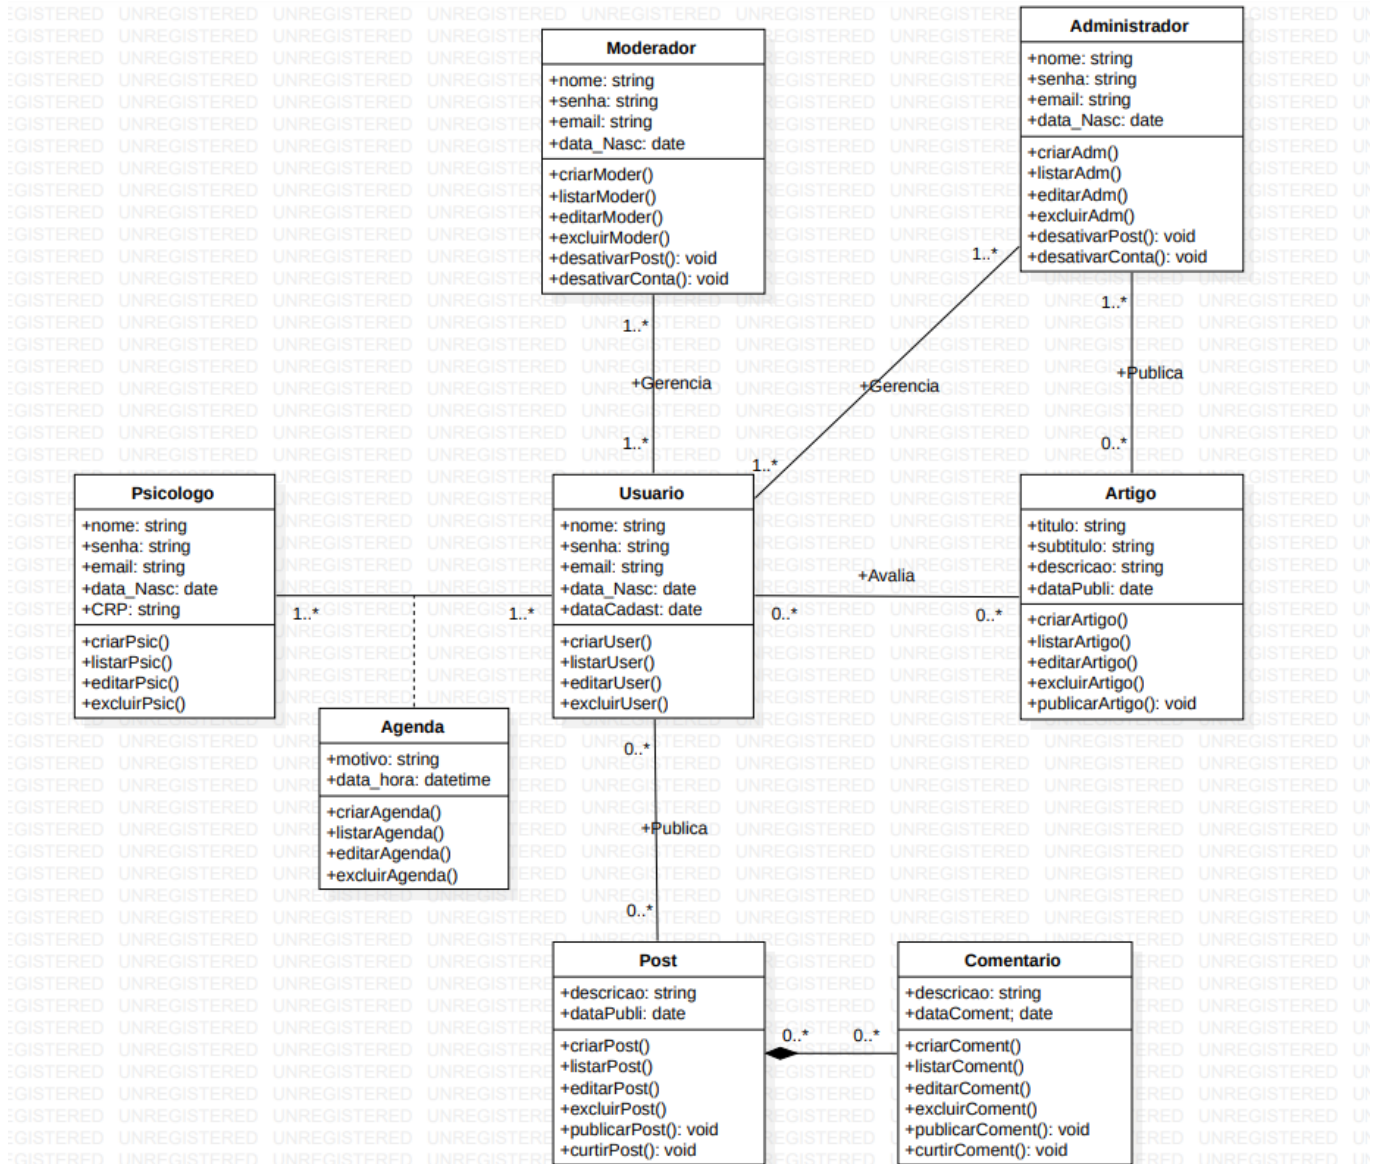 Moderador
+nome: string
+senha: string
+email: string
+data_Nasc: date
+criarModer()
+listarModer()
+editarModer()
+excluirModer()
+desativarPost(): void
+desativarConta(): void
Administrador
+nome: string
+senha: string
+email: string
+data_Nasc: date
+criarAdm()
+listarAdm()
+editarAdm()
+excluirAdm()
+desativarPost(): void
+desativarConta(): void
1..*
+Gerencia
1..*
1..*
+Gerencia
1..*
1..*
+Publica
0..*
Psicologo
+nome: string
+senha: string
+email: string
+data_Nasc: date
+CRP: string
+criarPsic()
+listarPsic()
+editarPsic()
+excluirPsic()
1..*
1..*
Usuario
+nome: string
+senha: string
+email: string
+data_Nasc: date
+dataCadast: date
+criarUser()
+listarUser()
+editarUser()
+excluirUser()
+Avalia
0..*
0..*
Artigo
+titulo: string
+subtitulo: string
+descricao: string
+dataPubli: date
+criarArtigo()
+listarArtigo()
+editarArtigo()
+excluirArtigo()
+publicarArtigo(): void
Agenda
+motivo: string
+data_hora: datetime
+criarAgenda()
+listarAgenda()
+editarAgenda()
+excluirAgenda()
0..*
+Publica
0..*
Post
+descricao: string
+dataPubli: date
+criarPost()
+listarPost()
+editarPost()
+excluirPost()
+publicarPost(): void
+curtirPost(): void
0..*
0..*
Comentario
+descricao: string
+dataComent; date
+criarComent()
+listarComent()
+editarComent()
+excluirComent()
+publicarComent(): void
+curtirComent(): void
UNREGISTERED